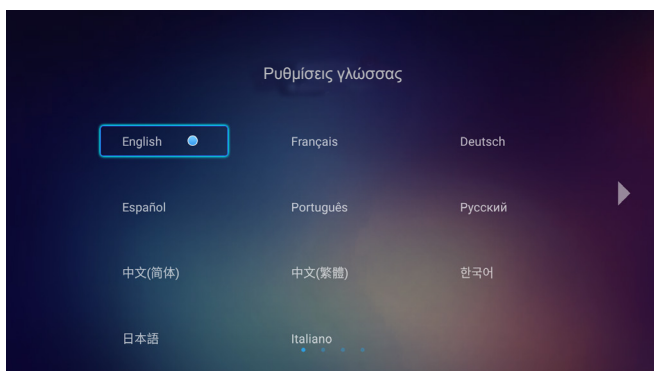 Ρυθμίσεις γλώσσας
English
Français
Deutsch
Español
Português
Русский
中文(简体)
中文(繁體)
한국어
日本語
Italiano